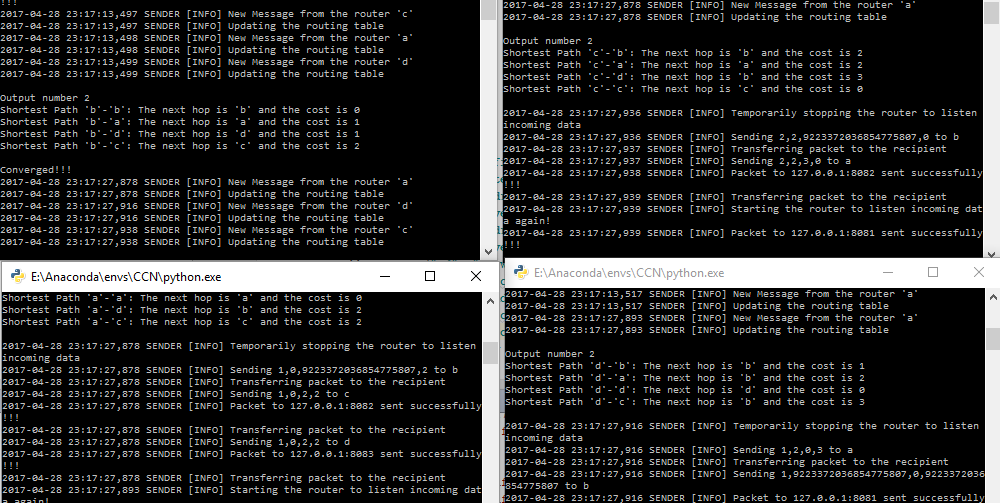 !!!
2017-04-28 23:17:13,497 SENDER [INFO] New Message from the router 'c'
2017-04-28 23:17:13,498 SENDER [INFO] Updating the routing table
2017-04-28 23:17:13,498 SENDER [INFO] New Message from the router 'a'
2017-04-28 23:17:13,498 SENDER [INFO] Updating the routing table
2017-04-28 23:17:13,499 SENDER [INFO] New Message from the router 'd'
2017-04-28 23:17:13,499 SENDER [INFO] Updating the routing table
Output number 2
Shortest Path 'b'-'b': The next hop is 'b' and the cost is 0
Shortest Path 'b'-'a': The next hop is 'a' and the cost is 1
Shortest Path 'b'-'d': The next hop is 'd' and the cost is 1
Shortest Path 'b'-'c': The next hop is 'c' and the cost is 2
Converged!!!
2017-04-28 23:17:27,878 SENDER [INFO] New Message from the router 'a'
2017-04-28 23:17:27,878 SENDER [INFO] Updating the routing table
2017-04-28 23:17:27,916 SENDER [INFO] New Message from the router 'd'
2017-04-28 23:17:27,916 SENDER [INFO] Updating the routing table
2017-04-28 23:17:27,938 SENDER [INFO] New Message from the router 'c'
2017-04-28 23:17:27,938 SENDER [INFO] Updating the routing table
2017-04-28 23:17:27,878 SENDER [INFO] New Message from the router 'a'
2017-04-28 23:17:27,878 SENDER [INFO] Updating the routing table
Output number 2
Shortest Path 'c'-'b': The next hop is 'b' and the cost is 2
Shortest Path 'c'-'a': The next hop is 'a' and the cost is 2
Shortest Path 'c'-'d': The next hop is 'b' and the cost is 3
Shortest Path 'c'-'c': The next hop is 'c' and the cost is 0
2017-04-28 23:17:27,936 SENDER [INFO] Temporarily stopping the router to listen
incoming data
2017-04-28 23:17:27,936 SENDER [INFO] Sending 2,2,9223372036854775807,0 to b
2017-04-28 23:17:27,937 SENDER [INFO] Transferring packet to the recipient
2017-04-28 23:17:27,937 SENDER [INFO] Sending 2,2,3,0 to a
2017-04-28 23:17:27,938 SENDER [INFO] Packet to 127.0.0.1:8082 sent successfully
!!!
2017-04-28 23:17:27,939 SENDER [INFO] Transferring packet to the recipient
2017-04-28 23:17:27,939 SENDER [INFO] Starting the router to listen incoming dat
a again!
2017-04-28 23:17:27,939 SENDER [INFO] Packet to 127.0.0.1:8081 sent successfully
!!!
E:\Anaconda\envs\CCN\python.exe
Shortest Path 'a'-'a': The next hop is 'a' and the cost is 0
Shortest Path 'a'-'d': The next hop is 'b' and the cost is 2
Shortest Path 'a'-'c': The next hop is 'c' and the cost is 2
2017-04-28 23:17:27,878 SENDER [INFO] Temporarily stopping the router to listen
incoming data
2017-04-28 23:17:27,878 SENDER [INFO] Sending 1,0,9223372036854775807,2 to b
2017-04-28 23:17:27,878 SENDER [INFO] Transferring packet to the recipient
2017-04-28 23:17:27,878 SENDER [INFO] Sending 1,0,2,2 to c
2017-04-28 23:17:27,878 SENDER [INFO] Packet to 127.0.0.1:8082 sent successfully
!!!
2017-04-28 23:17:27,878 SENDER [INFO] Transferring packet to the recipient
2017-04-28 23:17:27,878 SENDER [INFO] Sending 1,0,2,2 to d
2017-04-28 23:17:27,878 SENDER [INFO] Packet to 127.0.0.1:8083 sent successfully
!!!
2017-04-28 23:17:27,878 SENDER [INFO] Transferring packet to the recipient
2017-04-28 23:17:27,893 SENDER [INFO] Starting the router to listen incoming dat
a again!
E:\Anaconda\envs\CCN\python.exe
2017-04-28 23:17:13,517 SENDER [INFO] New Message from the router 'a'
2017-04-28 23:17:13,517 SENDER [INFO] Updating the routing table
2017-04-28 23:17:27,893 SENDER [INFO] New Message from the router 'a'
2017-04-28 23:17:27,893 SENDER [INFO] Updating the routing table
Output number 2
Shortest Path 'd'-'b': The next hop is 'b' and the cost is 1
Shortest Path 'd'-'a': The next hop is 'b' and the cost is 2
Shortest Path 'd'-'d': The next hop is 'd' and the cost is 0
Shortest Path 'd'-'c': The next hop is 'b' and the cost is 3
2017-04-28 23:17:27,916 SENDER [INFO] Temporarily stopping the router to listen
incoming data
2017-04-28 23:17:27,916 SENDER [INFO] Sending 1,2,0,3 to a
2017-04-28 23:17:27,916 SENDER [INFO] Transferring packet to the recipient
2017-04-28 23:17:27,916 SENDER [INFO] Sending 1,9223372036854775807,0,9223372036
854775807 to b
2017-04-28 23:17:27,916 SENDER [INFO] Packet to 127.0.0.1:8081 sent successfully